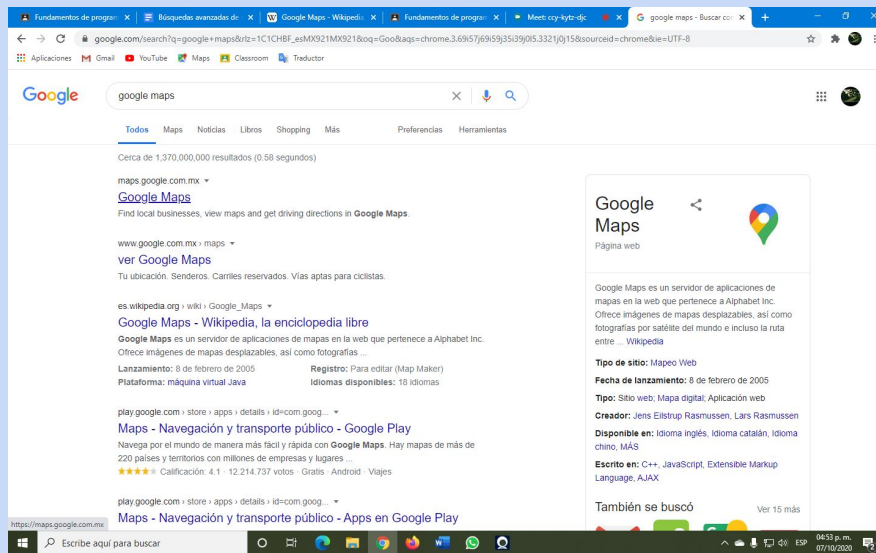 Fundamentos de program
Búsquedas avanzadas de
Google Maps - Wikipedia
Fundamentos de program
Meet: ccy-kytz-djc
google maps - Buscar con
google.com/search?q=google+maps&rlz=1C1CHBF_esMX921MX921&oq=Goo&aqs=chrome.3.69i57j69i59j35i39j0l5.3321j0j15&sourceid=chrome&ie=UTF-8
Aplicaciones Gmail YouTube Maps Classroom Traductor
Google
google maps
Todos Maps Noticias Libros Shopping Más Preferencias Herramientas
Cerca de 1,370,000,000 resultados (0.58 segundos)
maps.google.com.mx
Google Maps
Find local businesses, view maps and get driving directions in Google Maps.
www.google.com.mx › maps
ver Google Maps
Tu ubicación. Senderos. Carriles reservados. Vías aptas para ciclistas.
es.wikipedia.org › wiki › Google_Maps
Google Maps - Wikipedia, la enciclopedia libre
Google Maps es un servidor de aplicaciones de mapas en la web que pertenece a Alphabet Inc.
Ofrece imágenes de mapas desplazables, así como fotografías ...
Lanzamiento: 8 de febrero de 2005 Registro: Para editar (Map Maker)
Plataforma: máquina virtual Java Idiomas disponibles: 18 idiomas
play.google.com › store › apps › details › id=com.goog...
Maps - Navegación y transporte público - Google Play
Navega por el mundo de manera más fácil y rápida con Google Maps. Hay mapas de más de
220 países y territorios con millones de empresas y lugares ...
Calificación: 4.1 · 12.214.737 votos · Gratis · Android · Viajes
play.google.com › store › apps › details › id=com.goog...
Maps - Navegación y transporte público - Apps en Google Play
Google
Maps
Página web
Google Maps es un servidor de aplicaciones de
mapas en la web que pertenece a Alphabet Inc.
Ofrece imágenes de mapas desplazables, así como
fotografías por satélite del mundo e incluso la ruta
entre ... Wikipedia
Tipo de sitio: Mapeo Web
Fecha de lanzamiento: 8 de febrero de 2005
Tipo: Sitio web; Mapa digital; Aplicación web
Creador: Jens Eilstrup Rasmussen, Lars Rasmussen
Disponible en: Idioma inglés, Idioma catalán, Idioma
chino, MÁS
Escrito en: C++, JavaScript, Extensible Markup
Language, AJAX
También se buscó Ver 15 más
https://maps.google.com.mx
Escribe aquí para buscar
ESP
04:53 p. m.
07/10/2020